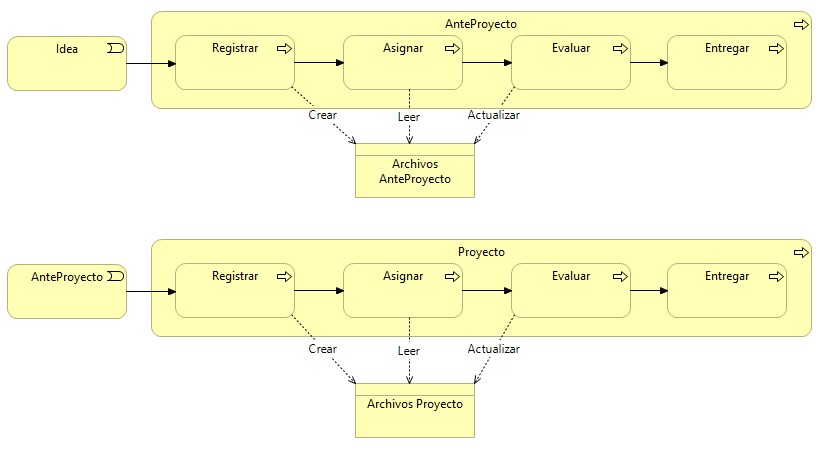 AnteProyecto
Idea
Registrar
Asignar
Evaluar
Entregar
Crear
Leer
Actualizar
Archivos
AnteProyecto
Proyecto
AnteProyecto
Registrar
Asignar
Evaluar
Entregar
Crear
Leer
Actualizar
Archivos Proyecto